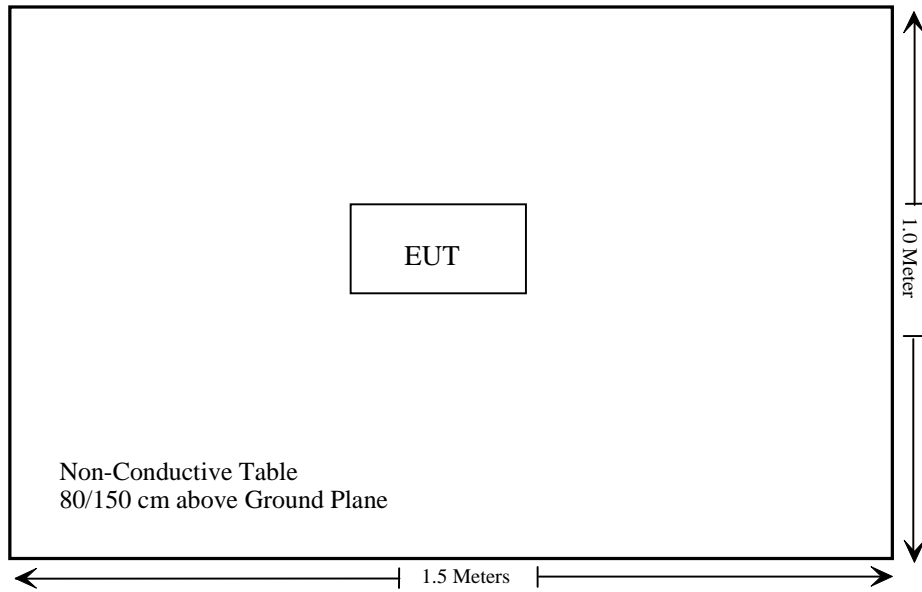 EUT
1.0 Meter
Non-Conductive Table
80/150 cm above Ground Plane
1.5 Meters